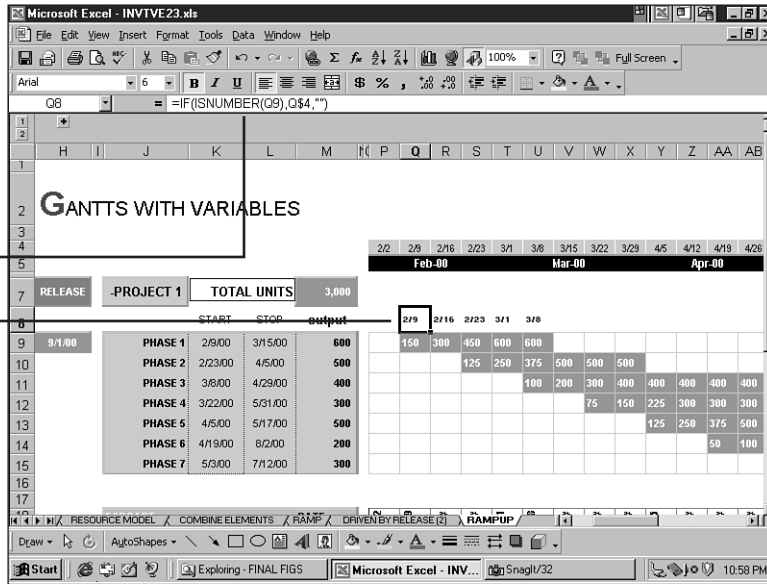 Microsoft Excel - INVTVE23.xls
File Edit View Insert Format Tools Data Window Help
100% Full Screen
Arial 6 B I U $ % ,
Q8 = =IF(ISNUMBER(Q9),Q$4,"")
1
2
H I J K L M P Q R S T U V W X Y Z AA AB
1
2 GANTTS WITH VARIABLES
3
4 2/2 2/9 2/16 2/23 3/1 3/8 3/15 3/22 3/29 4/5 4/12 4/19 4/26
5 Feb-00 Mar-00 Apr-00
7 RELEASE -PROJECT 1 TOTAL UNITS 3,000
8 START STOP output 2/9 2/16 2/23 3/1 3/8
9 9/1/00 PHASE 1 2/9/00 3/15/00 600 150 300 450 600 600
10 PHASE 2 2/23/00 4/5/00 500 125 250 375 500 500 500
11 PHASE 3 3/8/00 4/29/00 400 100 200 300 400 400 400 400 400
12 PHASE 4 3/22/00 5/31/00 300 75 150 225 300 300 300
13 PHASE 5 4/5/00 5/17/00 500 125 250 375 500
14 PHASE 6 4/19/00 8/2/00 200 50 100
15 PHASE 7 5/3/00 7/12/00 300
16
17
RESOURCE MODEL COMBINE ELEMENTS RAMP DRIVEN BY RELEASE (2) RAMPUP
Draw AutoShapes
Start Exploring - FINAL FIGS Microsoft Excel - INV... SnagIt/32 10:58 PM